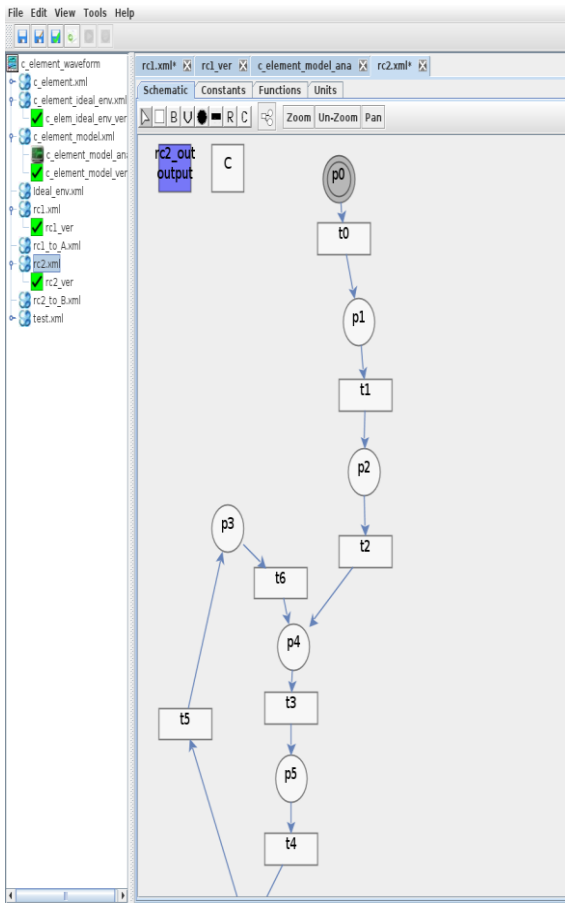 File Edit View Tools Help
c_element_waveform
c_element.xml
c_element_ideal_env.xml
c_elem_ideal_env_ver
c_element_model.xml
c_element_model_ana
c_element_model_ver
ideal_env.xml
rc1.xml
rc1_ver
rc1_to_A.xml
rc2.xml
rc2_ver
rc2_to_B.xml
test.xml
rc1.xml* rc1_ver c_element_model_ana rc2.xml*
Schematic Constants Functions Units
B V R C Zoom Un-Zoom Pan
rc2_out
output
C
p0
t0
p1
t1
p2
t2
p3
t6
p4
t3
t5
p5
t4